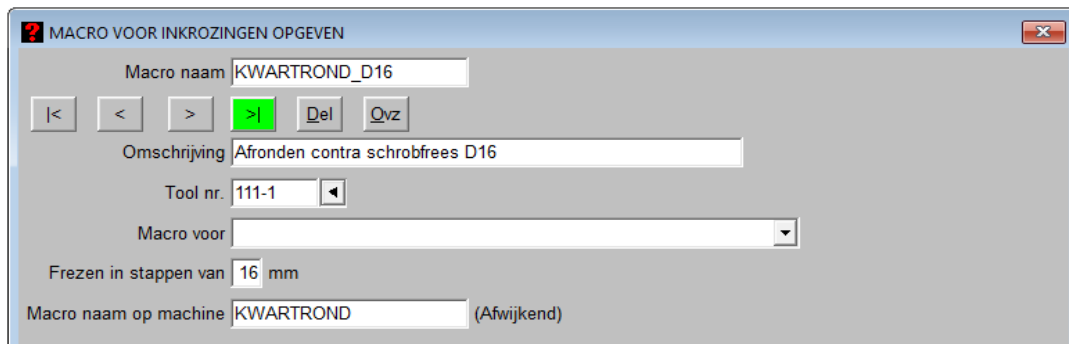 MACRO VOOR INKROZINGEN OPGEVEN
Macro naam KWARTROND_D16
|< < > >| Del Ovz
Omschrijving Afronden contra schrobfrees D16
Tool nr. 111-1
Macro voor
Frezen in stappen van 16 mm
Macro naam op machine KWARTROND (Afwijkend)